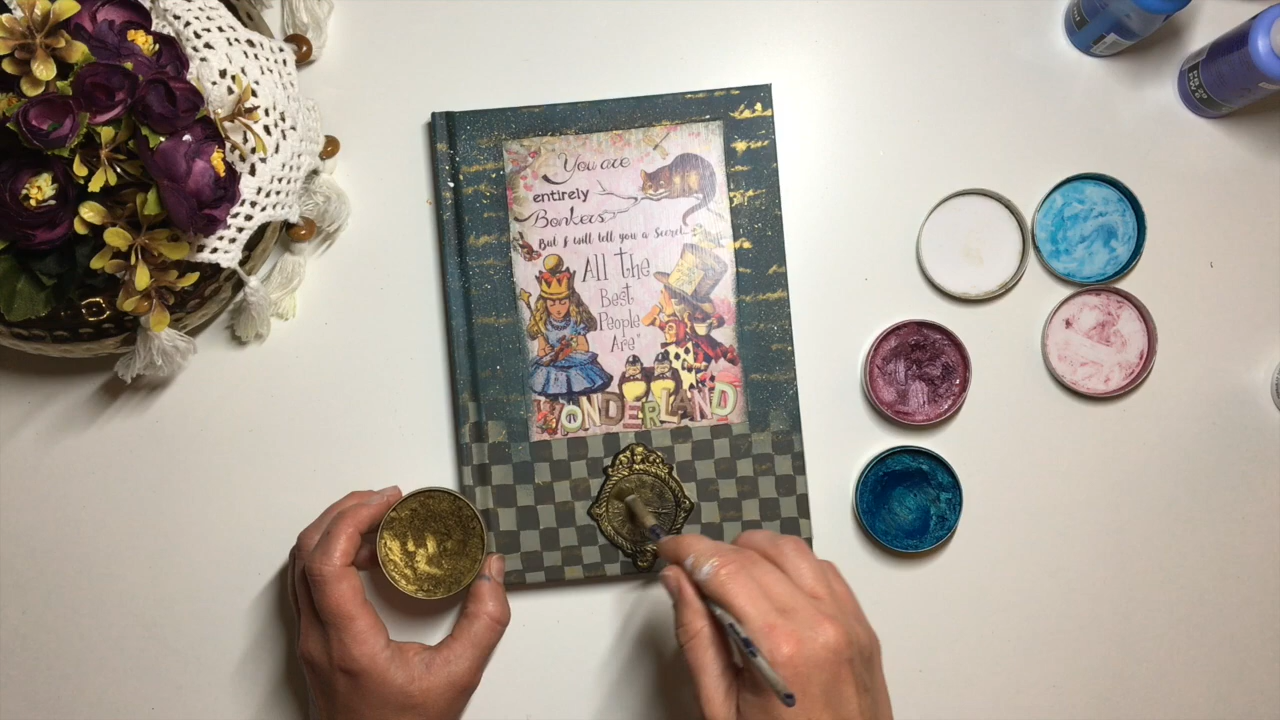 You are
entirely
Bonkers
But I will tell you a Secret
All the
Best
People
Are"
WONDERLAND